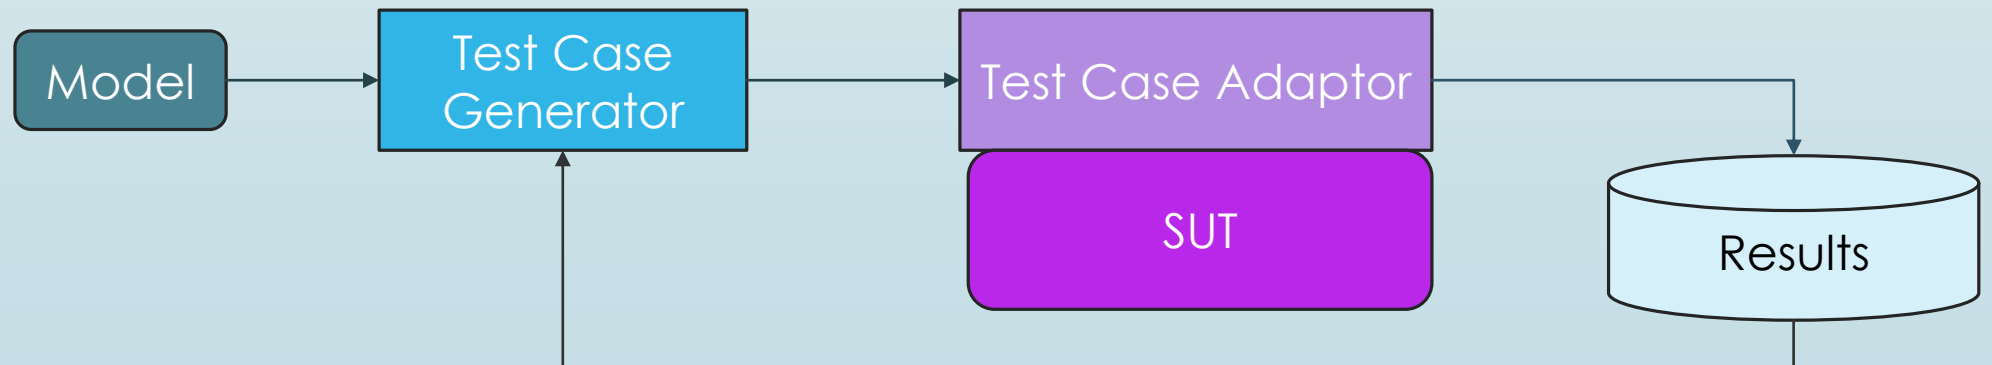 Model
Test Case
Generator
Test Case Adaptor
SUT
Results